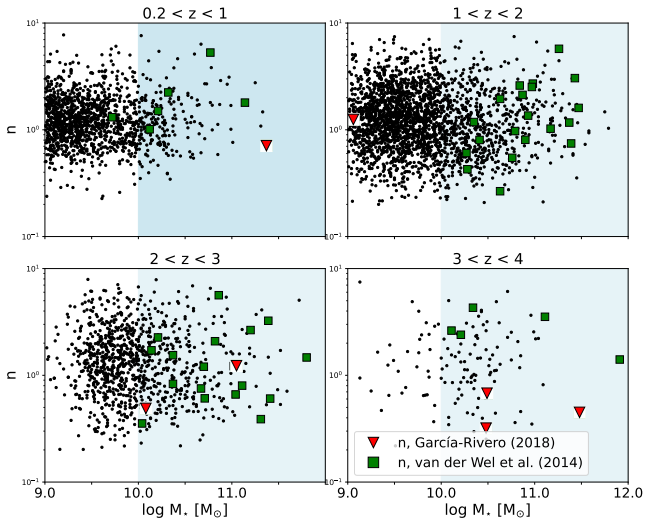 0.2 < z < 1
1 < z < 2
10¹
10⁰
10⁻¹
n
10¹
10⁰
10⁻¹
2 < z < 3
3 < z < 4
10¹
10⁰
10⁻¹
n
10¹
10⁰
10⁻¹
n, García-Rivero (2018)
n, van der Wel et al. (2014)
9.0 10.0 11.0 9.0 10.0 11.0 12.0
log M⋆ [M⊙] log M⋆ [M⊙]